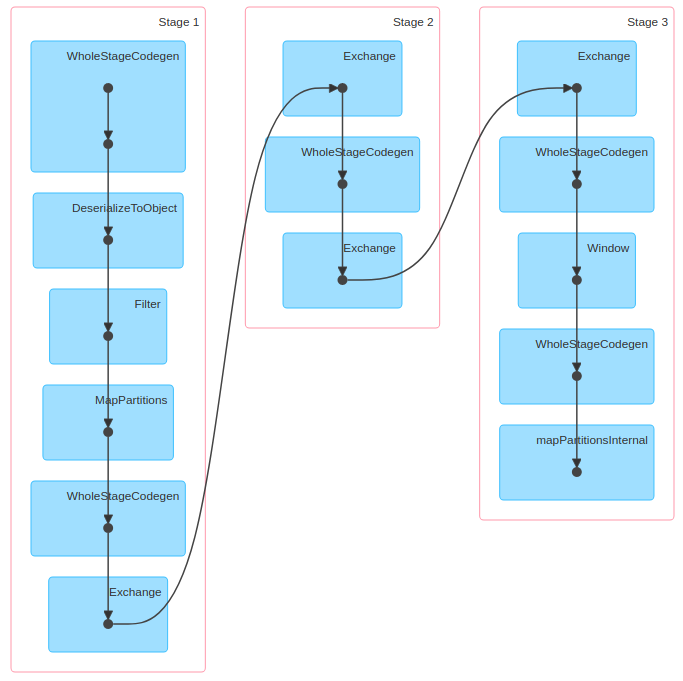 Stage 1
WholeStageCodegen
DeserializeToObject
Filter
MapPartitions
WholeStageCodegen
Exchange
Stage 2
Exchange
WholeStageCodegen
Exchange
Stage 3
Exchange
WholeStageCodegen
Window
WholeStageCodegen
mapPartitionsInternal